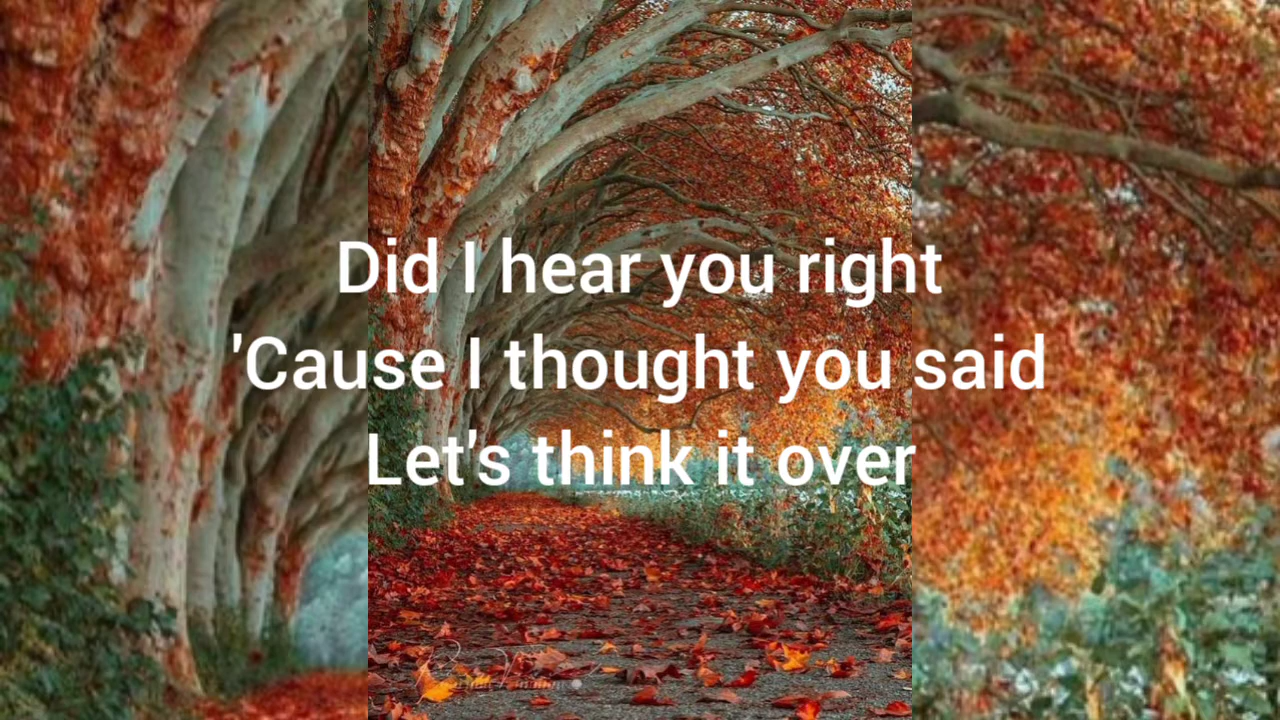 Did I hear you right
'Cause I thought you said
Let's think it over